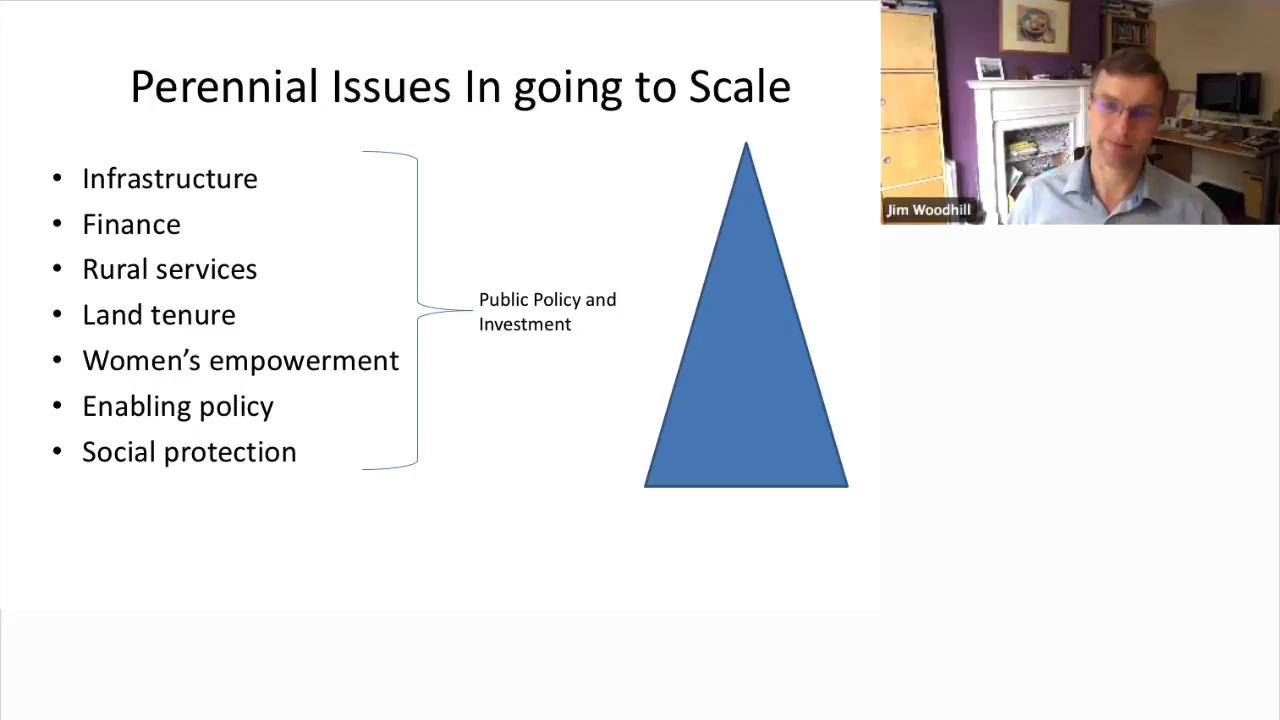 Perennial Issues In going to Scale
• Infrastructure
• Finance
• Rural services
• Land tenure
• Women’s empowerment
• Enabling policy
• Social protection
Public Policy and
Investment
Jim Woodhill